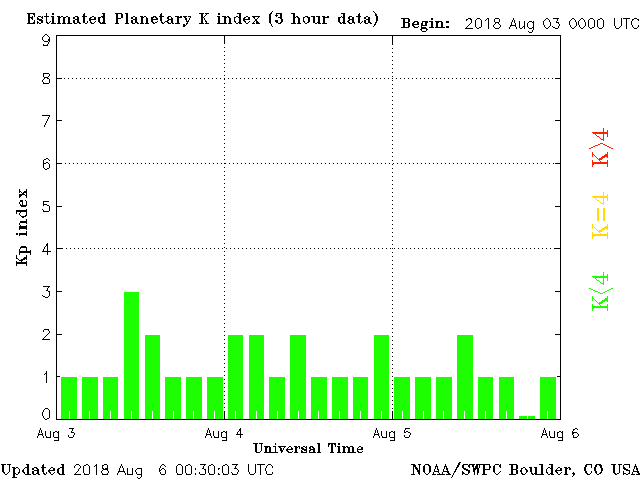 Estimated Planetary K index (3 hour data) Begin: 2018 Aug 03 0000 UTC
9
8
7
6
5
4
3
2
1
0
Kp index
K>4
K=4
K<4
Aug 3 Aug 4 Aug 5 Aug 6
Universal Time
Updated 2018 Aug 6 00:30:03 UTC NOAA/SWPC Boulder, CO USA